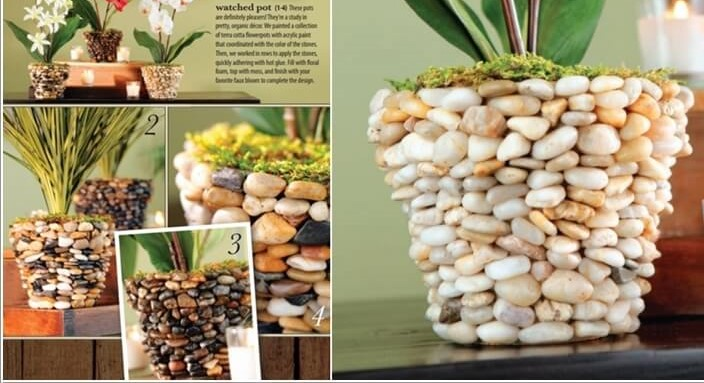 watched pot (1-4) These pots
are definitely pleasers! They're a study in
pretty, organic décor. We painted a collection
of terra cotta flowerpots with acrylic paint
that coordinated with the color of the stones.
Then, we worked in rows to apply the stones,
quickly adhering with hot glue. Fill with floral
foam, top with moss, and finish with your
favorite faux blooms to complete the design.
2
3
4